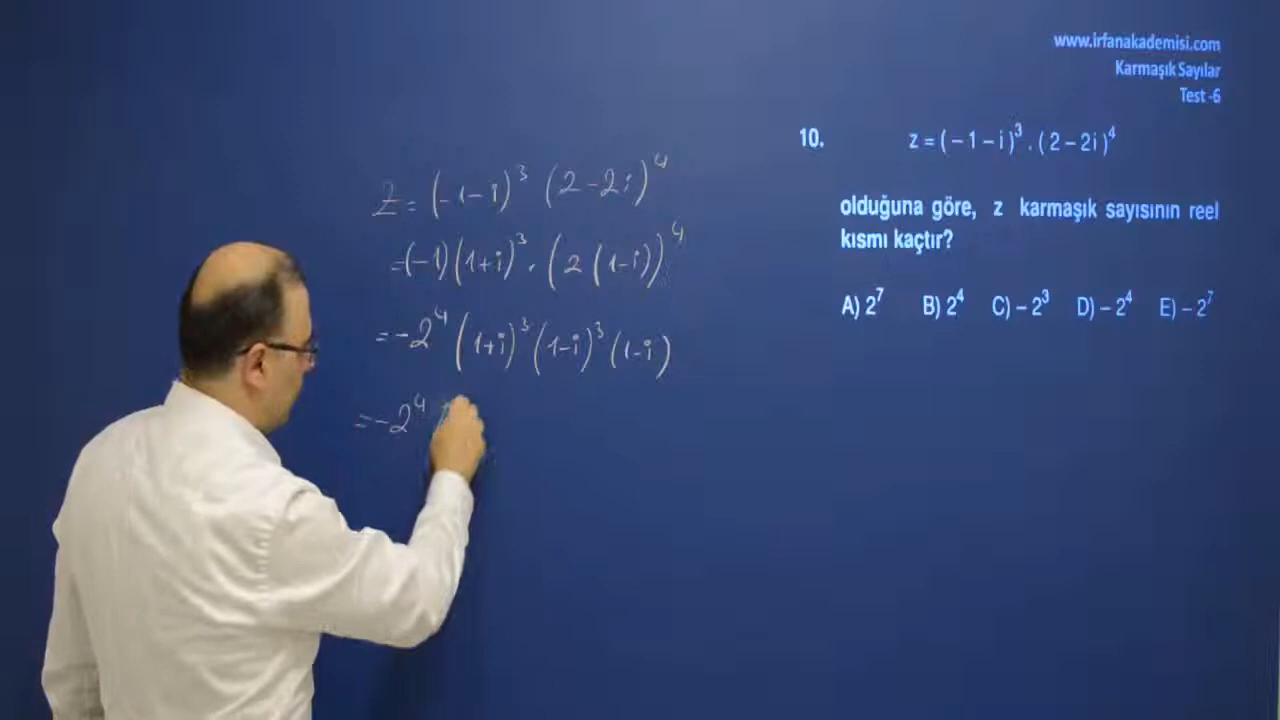 www.irfanakademisi.com
Karmaşık Sayılar
Test -6
10. z = (−1−i)³ . (2−2i)⁴
olduğuna göre, z karmaşık sayısının reel
kısmı kaçtır?
A) 2⁷ B) 2⁴ C) −2³ D) −2⁴ E) −2⁷
Z = (-1-i)³ (2-2i)⁴
=(-1)(1+i)³ . (2(1-i))⁴
=-2⁴ (1+i)³(1-i)³(1-i)
=-2⁴